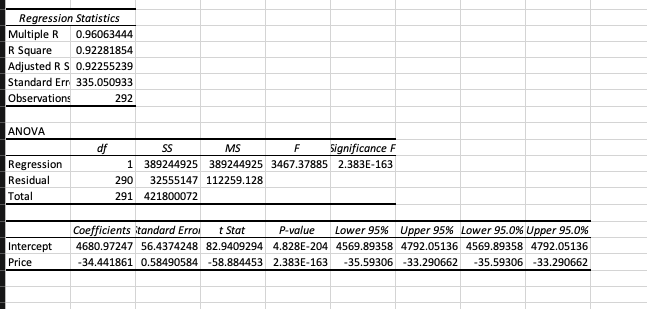 Regression Statistics
Multiple R 0.96063444
R Square 0.92281854
Adjusted R S 0.92255239
Standard Err 335.050933
Observations 292
ANOVA
df SS MS F Significance F
Regression 1 389244925 389244925 3467.37885 2.383E-163
Residual 290 32555147 112259.128
Total 291 421800072
Coefficients Standard Error t Stat P-value Lower 95% Upper 95% Lower 95.0% Upper 95.0%
Intercept 4680.97247 56.4374248 82.9409294 4.828E-204 4569.89358 4792.05136 4569.89358 4792.05136
Price -34.441861 0.58490584 -58.884453 2.383E-163 -35.59306 -33.290662 -35.59306 -33.290662